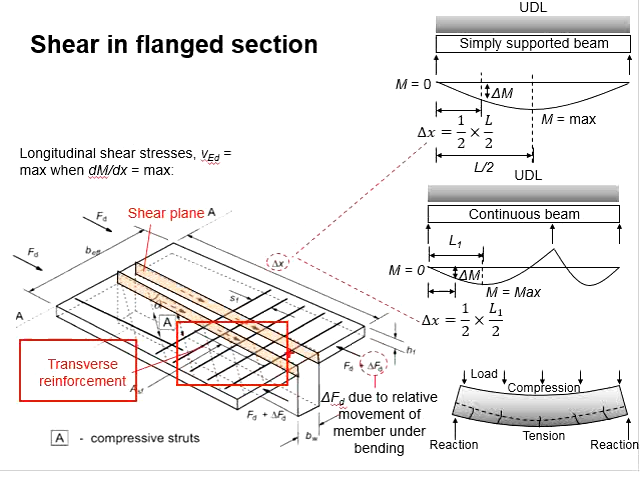 Shear in flanged section
Longitudinal shear stresses, vEd =
max when dM/dx = max:
UDL
Simply supported beam
M = 0
ΔM
M = max
Δx = 1/2 × L/2
L/2
UDL
Continuous beam
L1
M = 0
ΔM
M = Max
Δx = 1/2 × L1/2
Load
Compression
Tension
Reaction
Reaction
Shear plane
A
Fd
Fd
beff
Δx
sf
A
A
hf
Transverse
reinforcement
Asf
Fd
ΔFd
Fd + ΔFd
bw
ΔFd due to relative
movement of
member under
bending
A - compressive struts